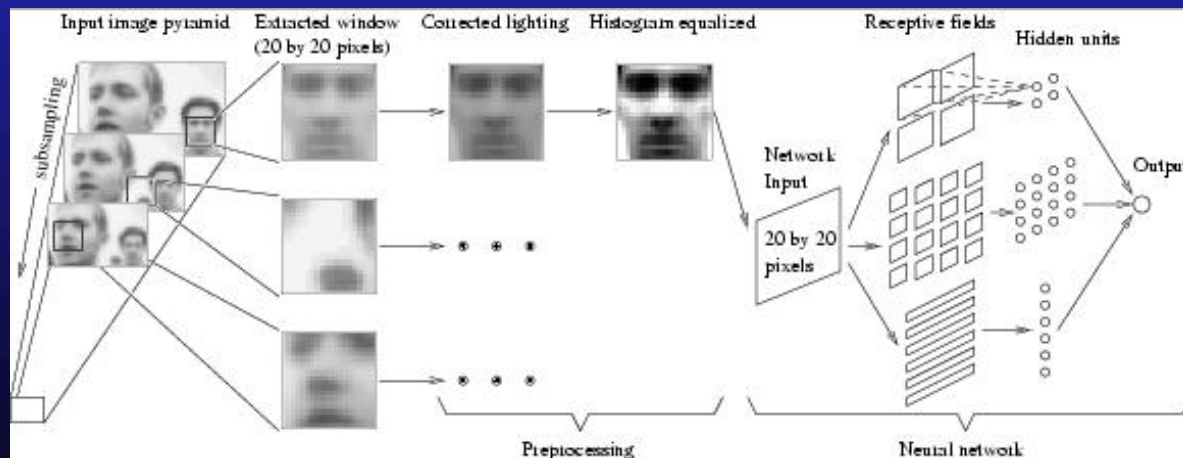 Input image pyramid
Extracted window
(20 by 20 pixels)
Corrected lighting
Histogram equalized
Receptive fields
Hidden units
subsampling
Network
Input
20 by 20
pixels
Output
Preprocessing
Neural network